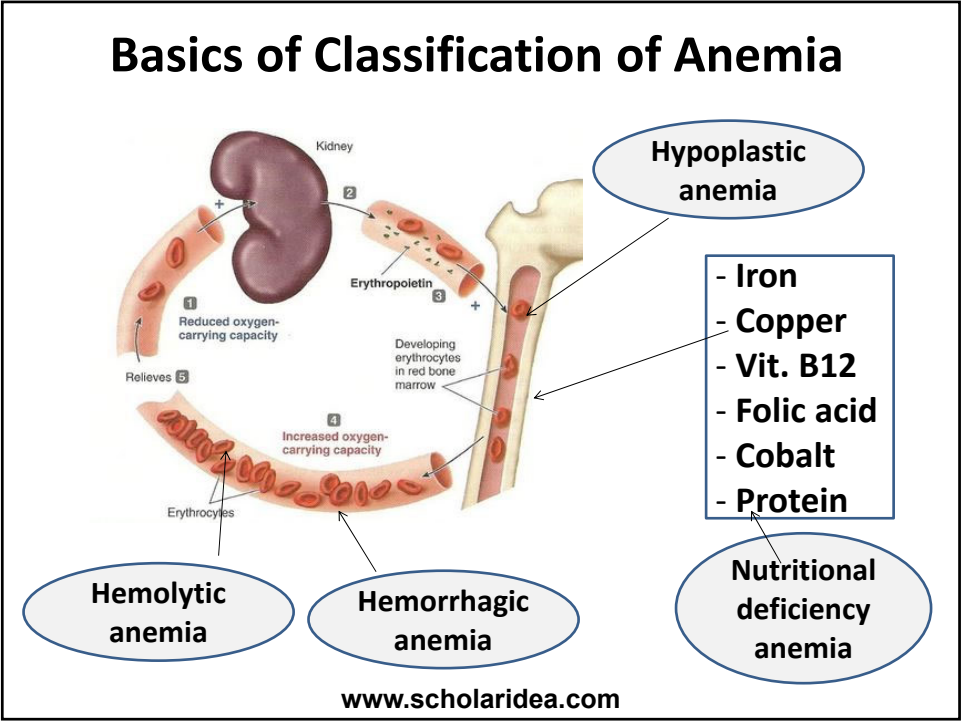 Basics of Classification of Anemia
Kidney
Hypoplastic
anemia
+
2
Erythropoietin
3
+
1
Reduced oxygen-
carrying capacity
- Iron
- Copper
- Vit. B12
- Folic acid
- Cobalt
- Protein
Developing
erythrocytes
in red bone
marrow
Relieves 5
4
Increased oxygen-
carrying capacity
Erythrocytes
Hemolytic
anemia
Hemorrhagic
anemia
Nutritional
deficiency
anemia
www.scholaridea.com